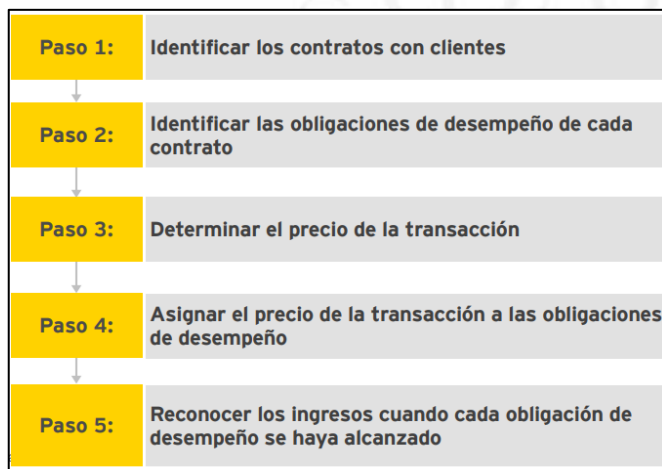 Paso 1:
Identificar los contratos con clientes
Paso 2:
Identificar las obligaciones de desempeño de cada
contrato
Paso 3:
Determinar el precio de la transacción
Paso 4:
Asignar el precio de la transacción a las obligaciones
de desempeño
Paso 5:
Reconocer los ingresos cuando cada obligación de
desempeño se haya alcanzado